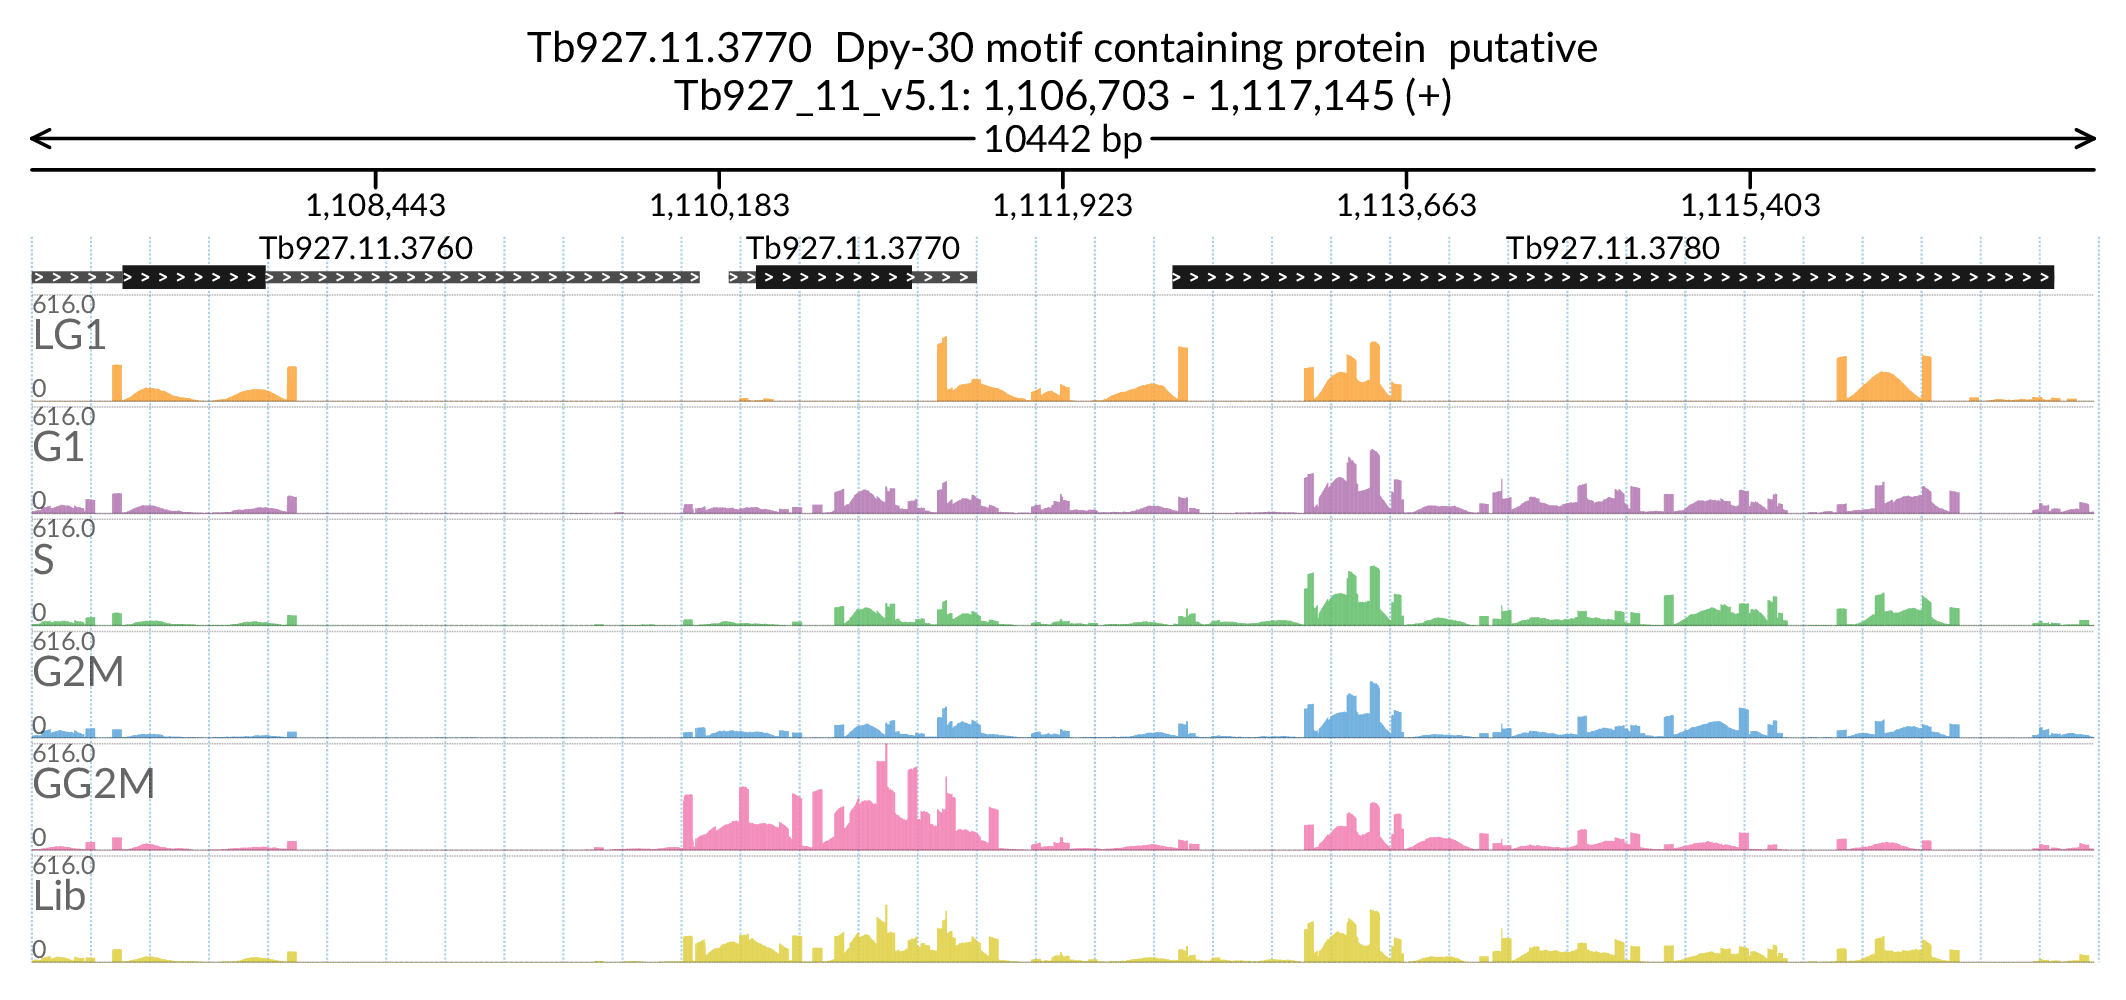 Tb927.11.3770  Dpy-30 motif containing protein  putative
Tb927_11_v5.1: 1,106,703 - 1,117,145 (+)
10442 bp
1,108,443 1,110,183 1,111,923 1,113,663 1,115,403
Tb927.11.3760 Tb927.11.3770 Tb927.11.3780
616.0
LG1
0
616.0
G1
0
616.0
S
0
616.0
G2M
0
616.0
GG2M
0
616.0
Lib
0